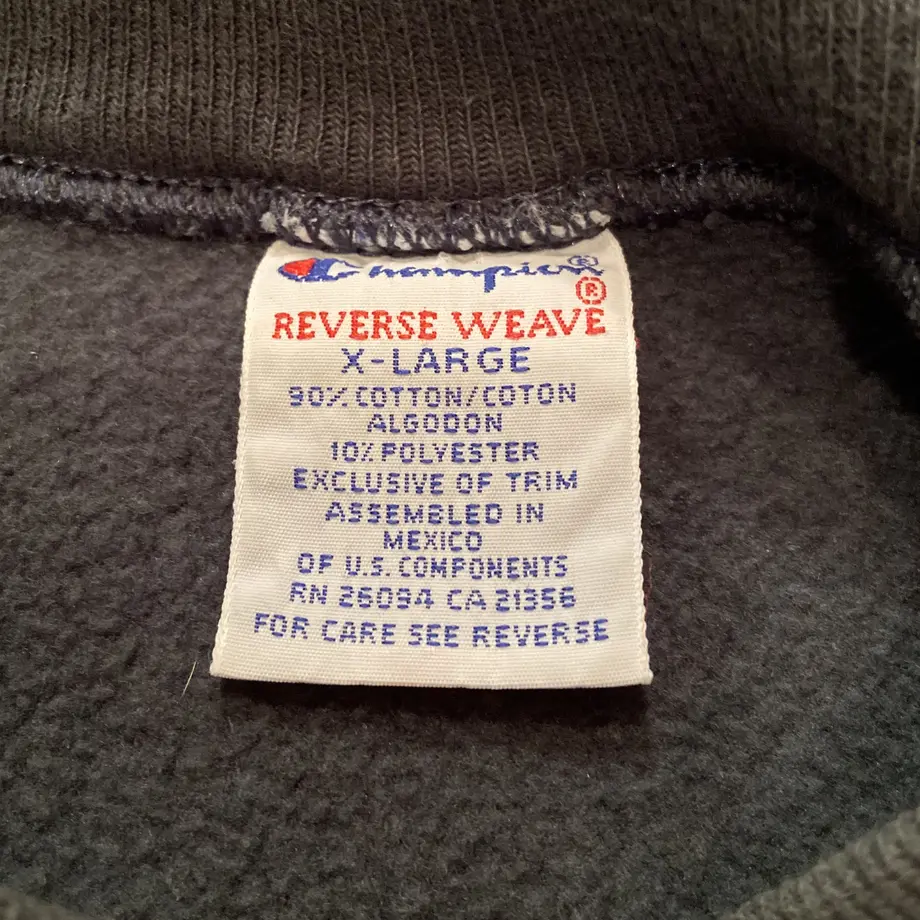 Champion®
®
REVERSE WEAVE
X-LARGE
90% COTTON/COTON
ALGODON
10% POLYESTER
EXCLUSIVE OF TRIM
ASSEMBLED IN
MEXICO
OF U.S. COMPONENTS
RN 26094 CA 21356
FOR CARE SEE REVERSE